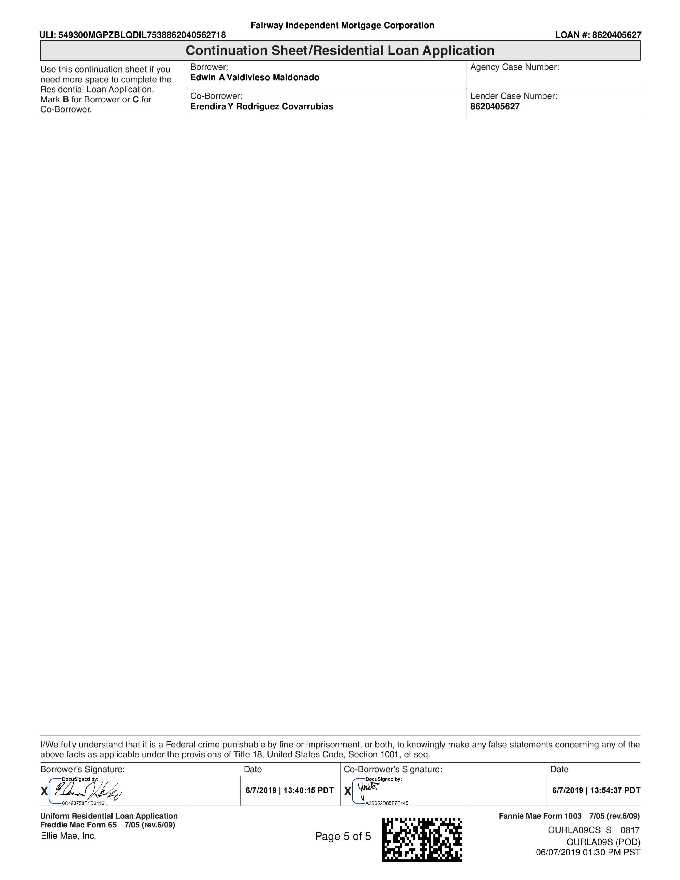 Fairway Independent Mortgage Corporation
ULI: 549300MGPZBLQDIL7538862040562718 LOAN #: 8620405627
Continuation Sheet/Residential Loan Application
Use this continuation sheet if you
need more space to complete the
Residential Loan Application.
Mark B for Borrower or C for
Co-Borrower.
Borrower:
Edwin A Valdivieso Maldonado
Agency Case Number:
Co-Borrower:
Erendira Y Rodriguez Covarrubias
Lender Case Number:
8620405627
I/We fully understand that it is a Federal crime punishable by fine or imprisonment, or both, to knowingly make any false statements concerning any of the
above facts as applicable under the provisions of Title 18, United States Code, Section 1001, et seq.
Borrower's Signature: Date Co-Borrower's Signature: Date
DocuSigned by: DocuSigned by:
X 6/7/2019 | 13:40:15 PDT X 6/7/2019 | 13:54:37 PDT
Uniform Residential Loan Application
Freddie Mac Form 65 7/05 (rev.6/09)
Ellie Mae, Inc.
Page 5 of 5
Fannie Mae Form 1003 7/05 (rev.6/09)
GURLA09CS S 0817
GURLA09S (POD)
06/07/2019 01:30 PM PST